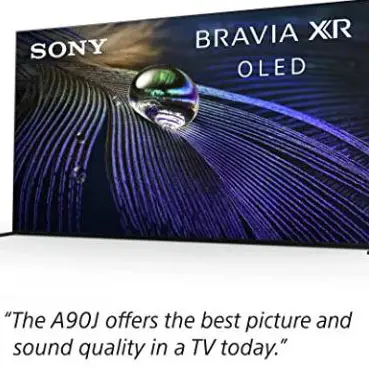 SONY
BRAVIA XR
OLED
“The A90J offers the best picture and
sound quality in a TV today.”